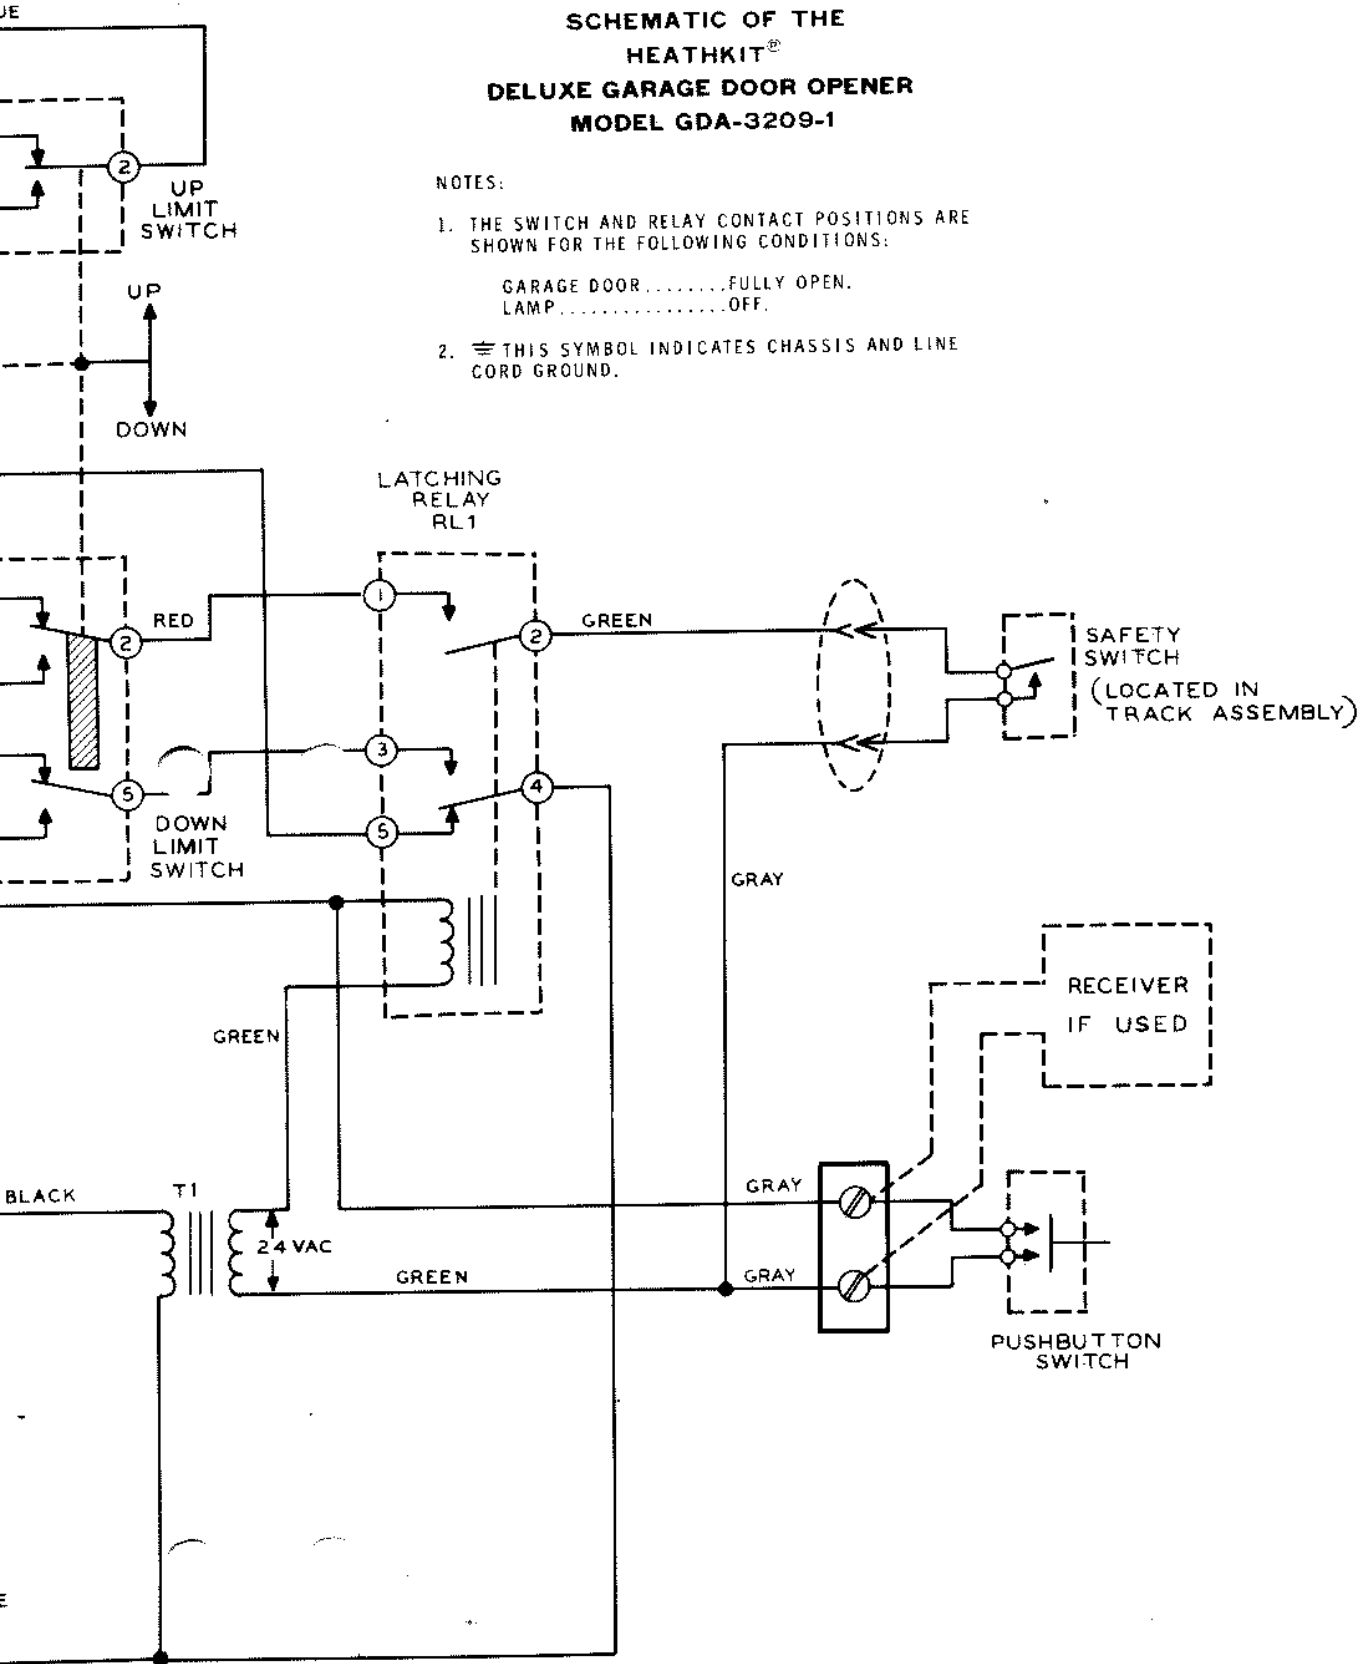 UE
SCHEMATIC OF THE
HEATHKIT®
DELUXE GARAGE DOOR OPENER
MODEL GDA-3209-1
NOTES:
1. THE SWITCH AND RELAY CONTACT POSITIONS ARE
SHOWN FOR THE FOLLOWING CONDITIONS:
GARAGE DOOR........FULLY OPEN.
LAMP................OFF.
2. THIS SYMBOL INDICATES CHASSIS AND LINE
CORD GROUND.
2
UP
LIMIT
SWITCH
UP
DOWN
LATCHING
RELAY
RL1
1
2
GREEN
RED
2
SAFETY
SWITCH
(LOCATED IN
TRACK ASSEMBLY)
3
4
5
5
DOWN
LIMIT
SWITCH
GRAY
RECEIVER
IF USED
GREEN
BLACK
T1
24 VAC
GREEN
GRAY
GRAY
PUSHBUTTON
SWITCH
E